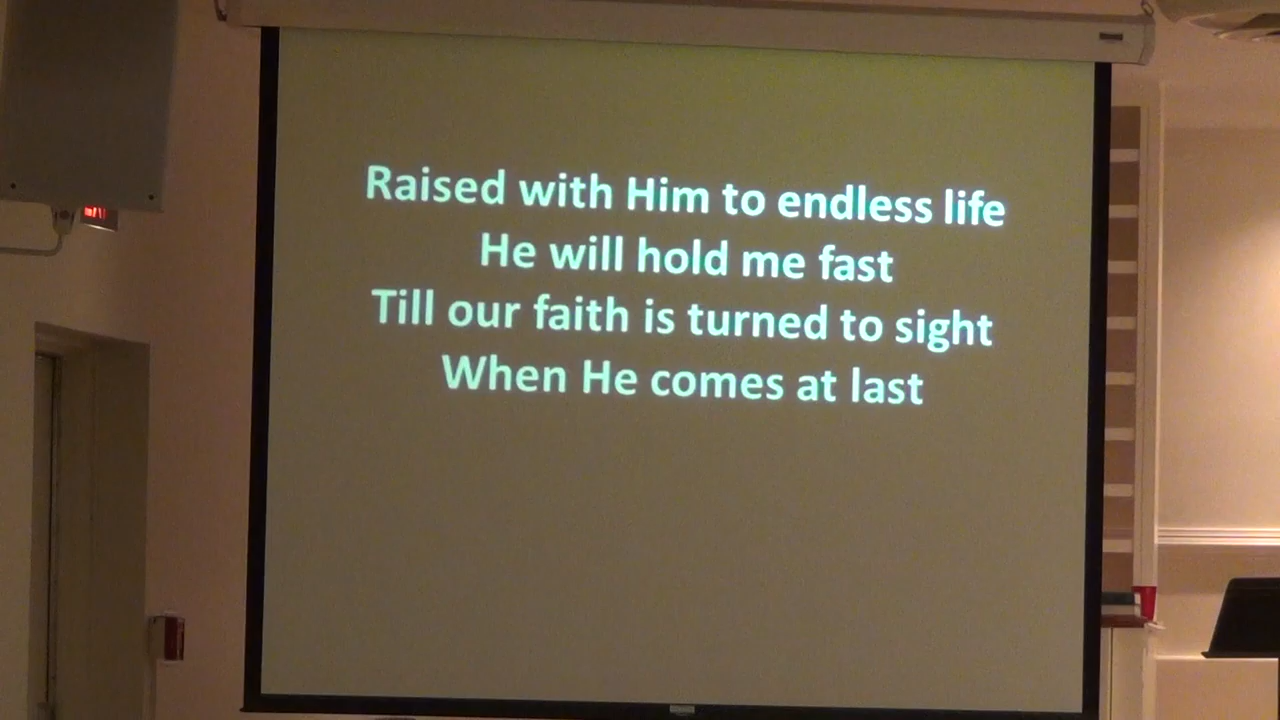 Raised with Him to endless life
He will hold me fast
Till our faith is turned to sight
When He comes at last